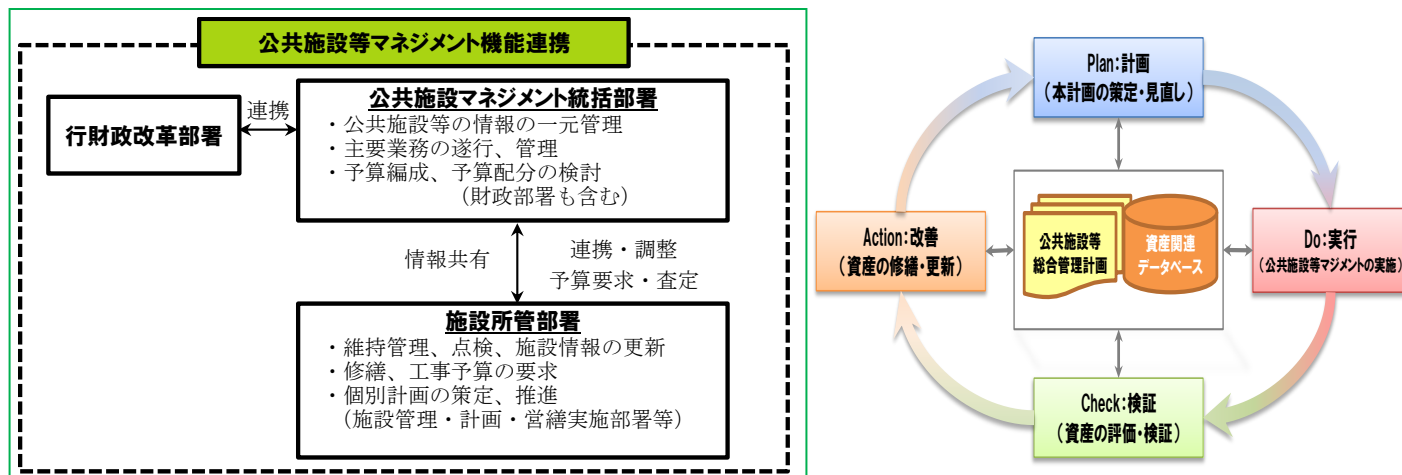 公共施設等マネジメント機能連携
行財政改革部署
連携
公共施設マネジメント統括部署
・公共施設等の情報の一元管理
・主要業務の遂行、管理
・予算編成、予算配分の検討
（財政部署も含む）
情報共有
連携・調整
予算要求・査定
施設所管部署
・維持管理、点検、施設情報の更新
・修繕、工事予算の要求
・個別計画の策定、推進
（施設管理・計画・営繕実施部署等）
Plan:計画
（本計画の策定・見直し）
Action:改善
（資産の修繕・更新）
公共施設等
総合管理計画
資産関連
データベース
Do:実行
（公共施設等マジメントの実施）
Check:検証
（資産の評価・検証）